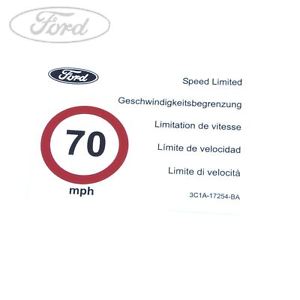 Ford
Ford
Speed Limited
Geschwindigkeitsbegrenzung
70
Limitation de vitesse
Límite de velocidad
mph
Limite di velocità
3C1A-17254-BA